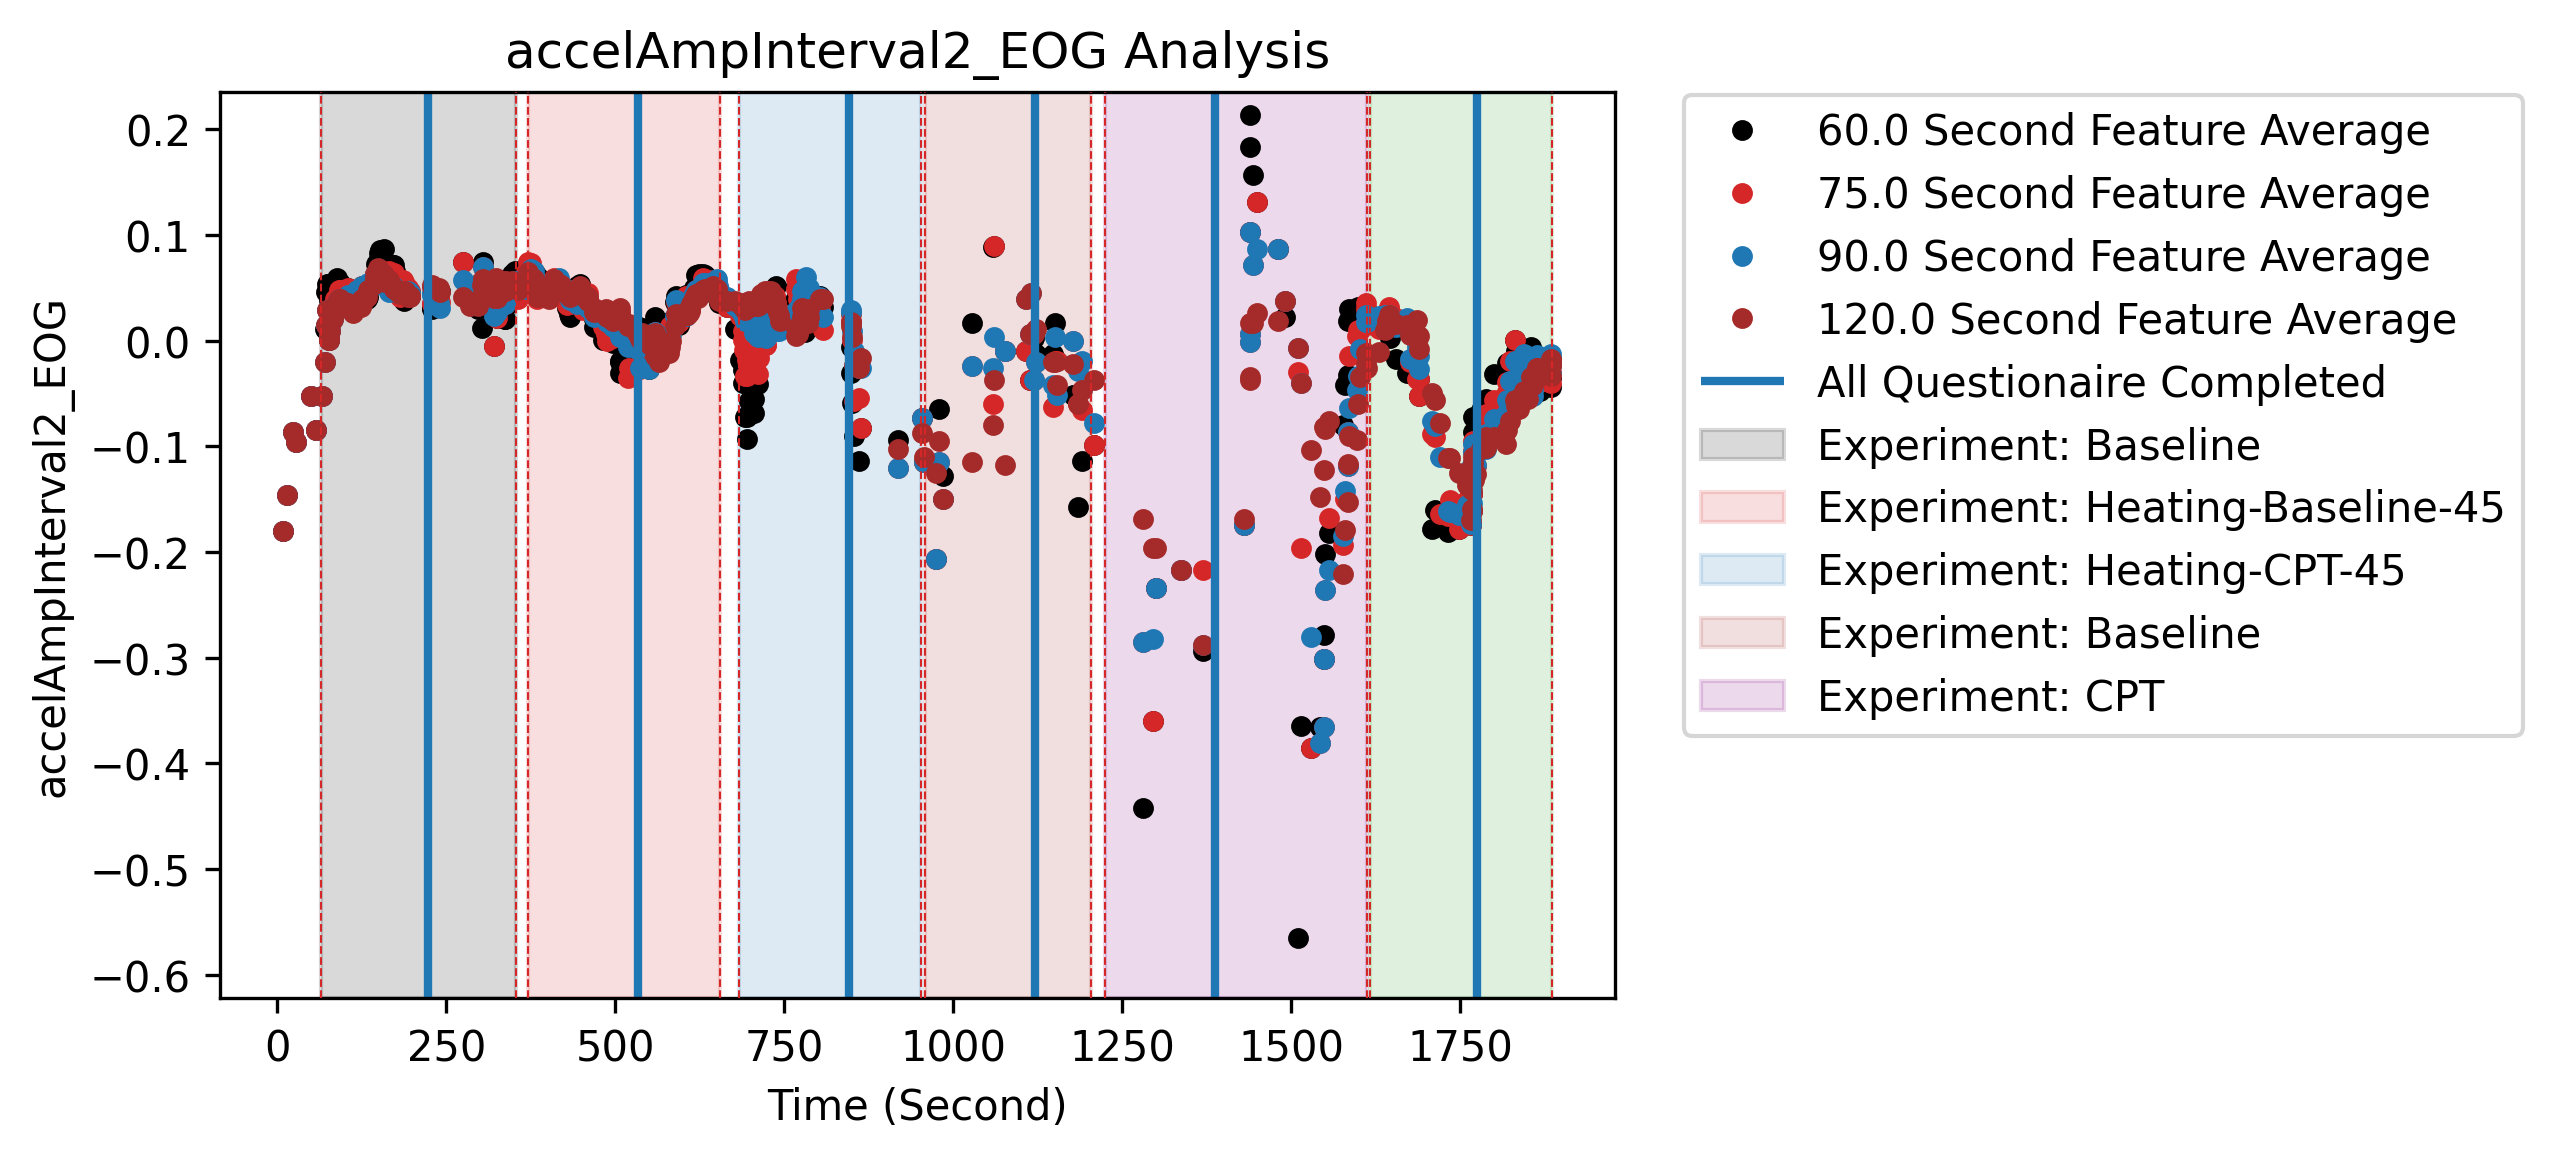 accelAmpInterval2_EOG Analysis
accelAmpInterval2_EOG
0.2
0.1
0.0
−0.1
−0.2
−0.3
−0.4
−0.5
−0.6
0 250 500 750 1000 1250 1500 1750
Time (Second)
60.0 Second Feature Average
75.0 Second Feature Average
90.0 Second Feature Average
120.0 Second Feature Average
All Questionaire Completed
Experiment: Baseline
Experiment: Heating-Baseline-45
Experiment: Heating-CPT-45
Experiment: Baseline
Experiment: CPT